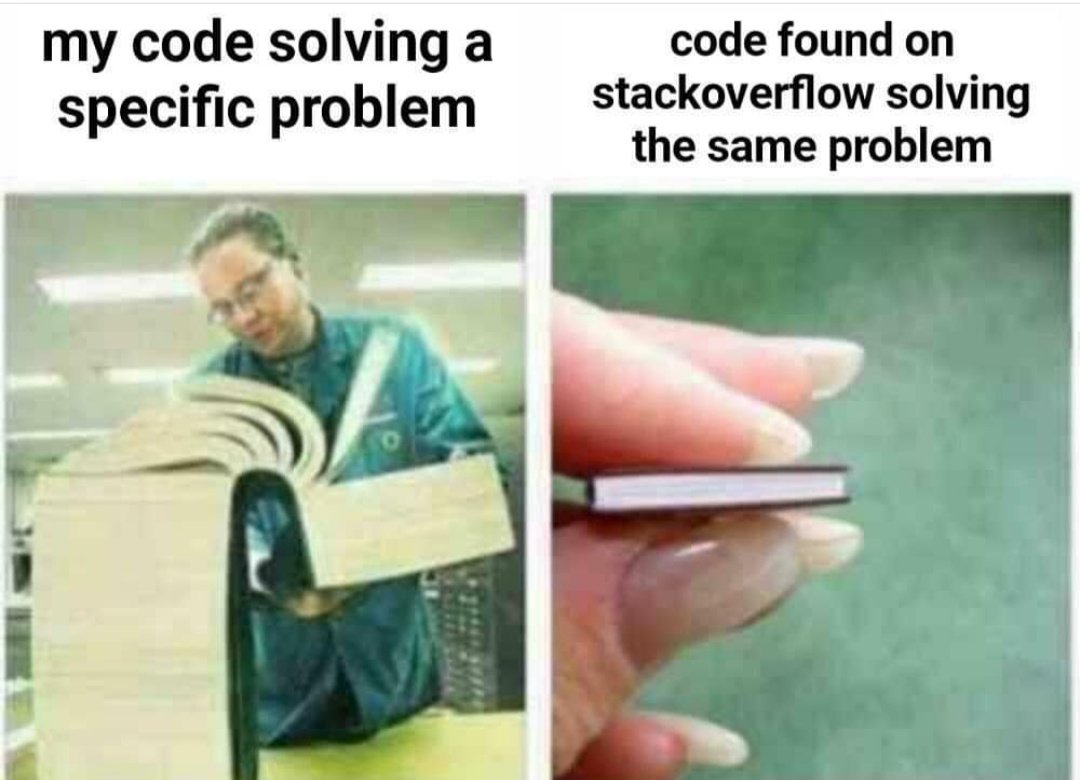 my code solving a
specific problem
code found on
stackoverflow solving
the same problem